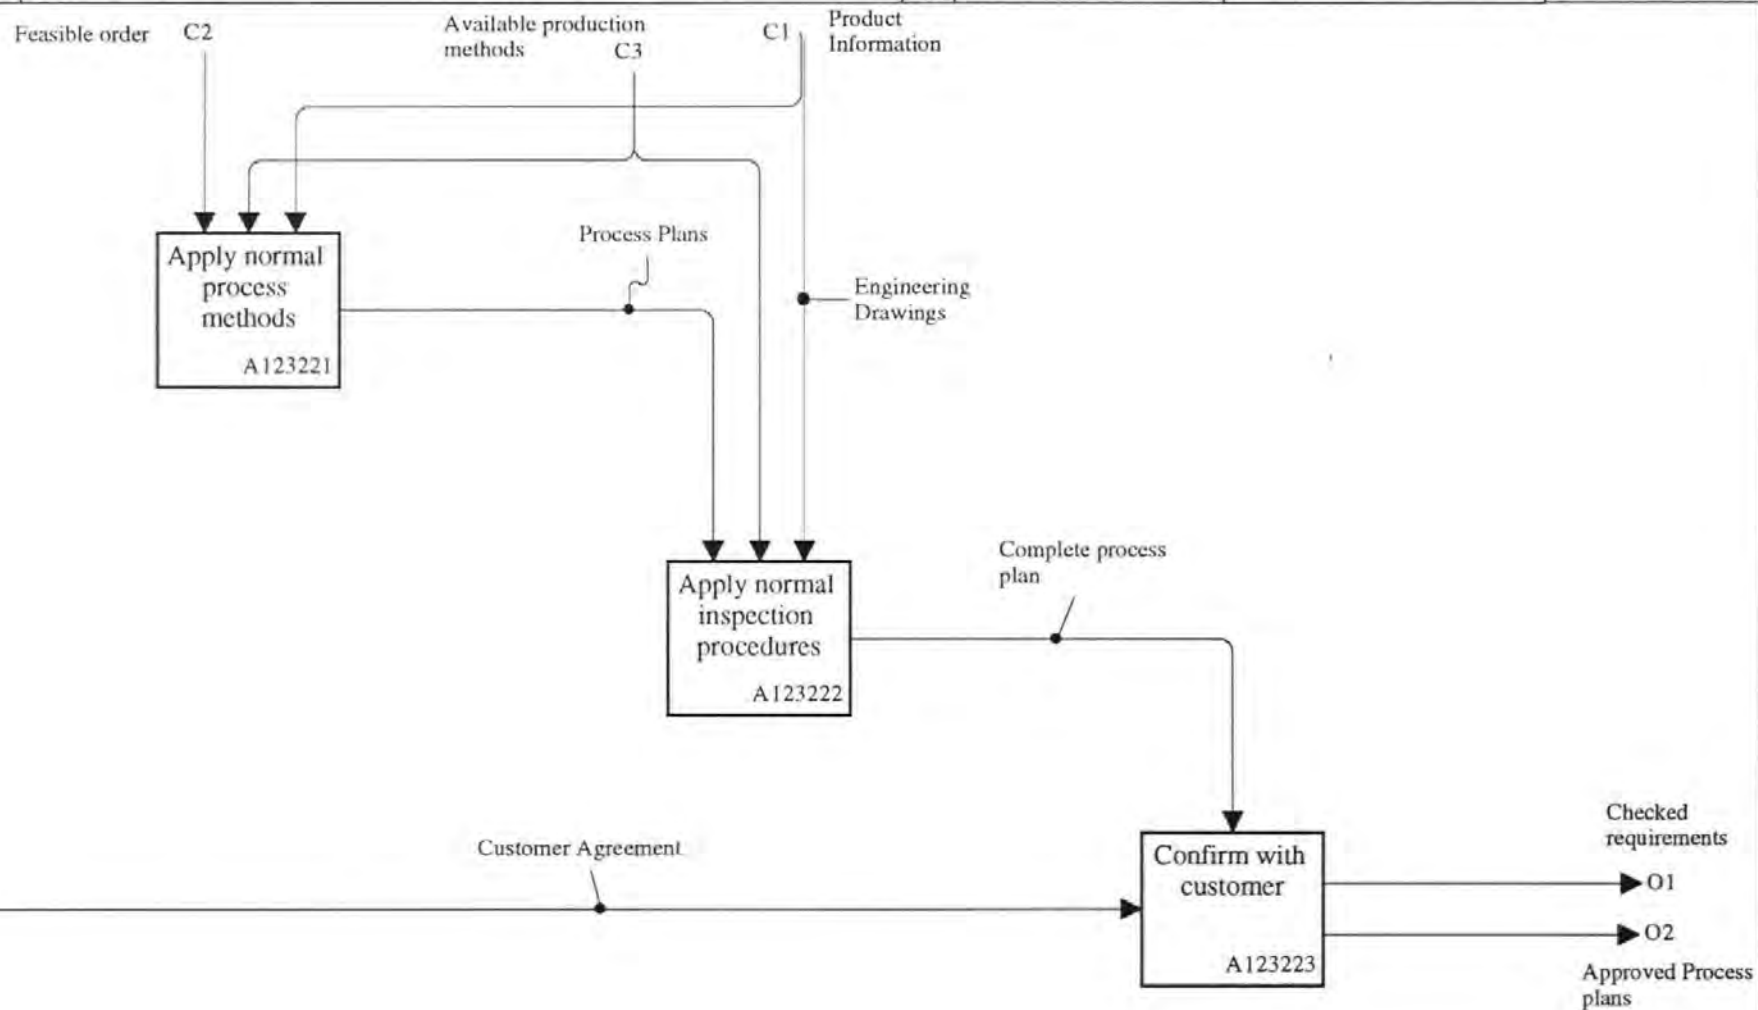 Feasible order
C2
Available production
methods
C3
C1
Product
Information
Process Plans
Apply normal
process
methods
A123221
Engineering
Drawings
Complete process
plan
Apply normal
inspection
procedures
A123222
Customer Agreement
Confirm with
customer
A123223
Checked
requirements
O1
O2
Approved Process
plans